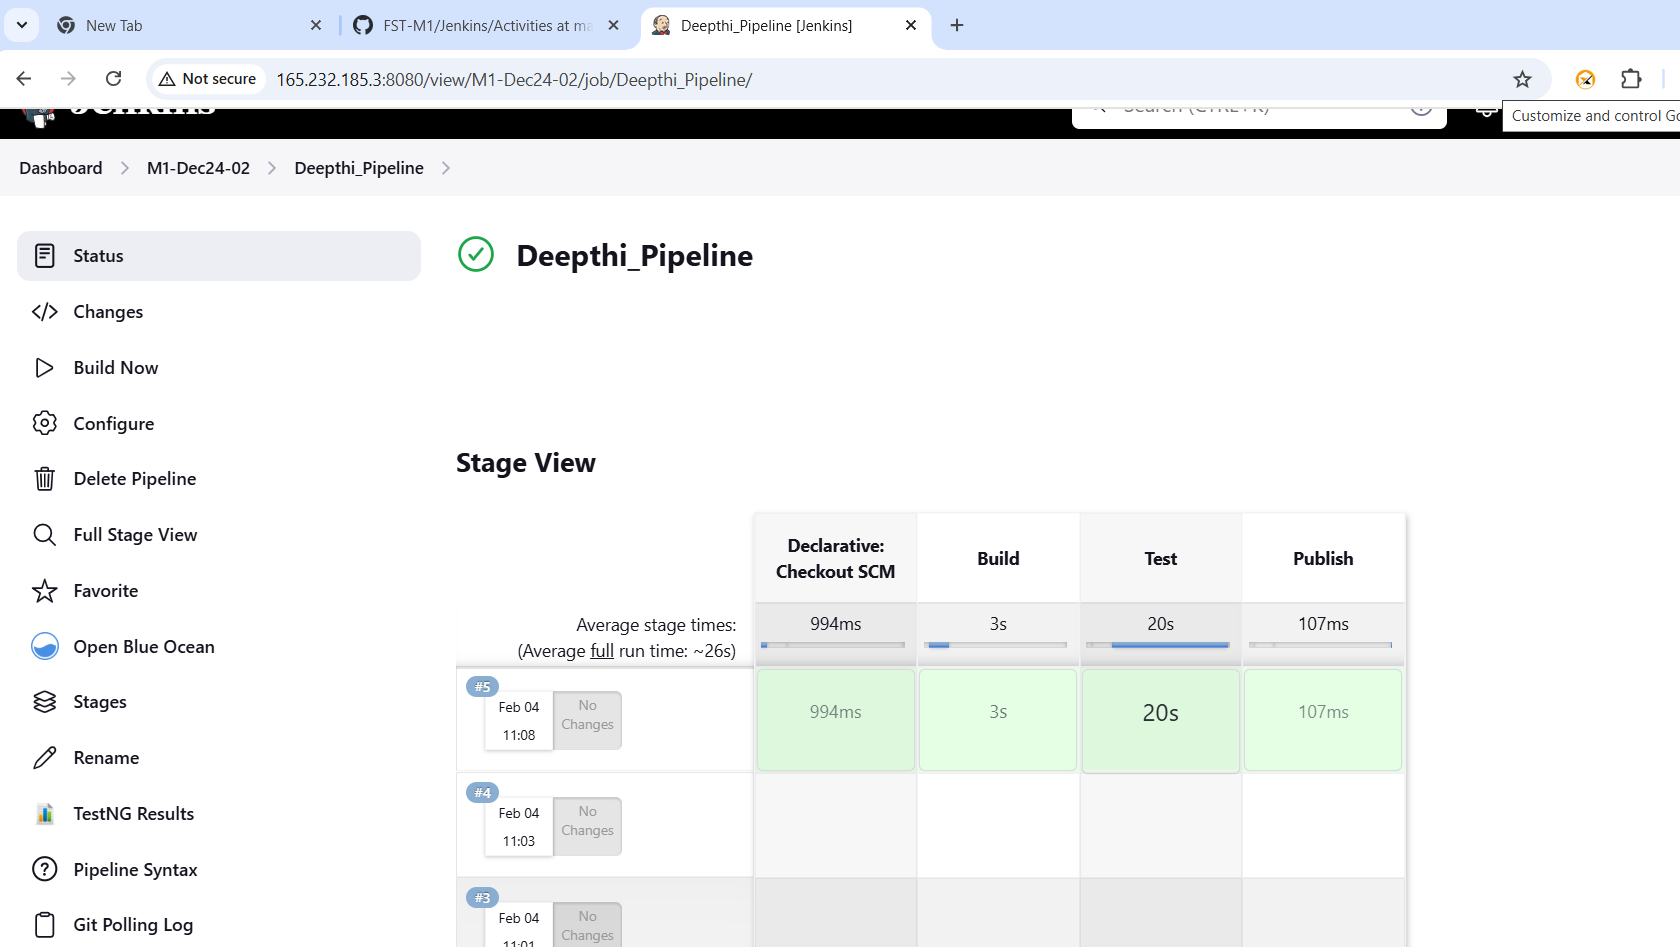 New Tab
FST-M1/Jenkins/Activities at ma
Deepthi_Pipeline [Jenkins]
Not secure
165.232.185.3:8080/view/M1-Dec24-02/job/Deepthi_Pipeline/
Jenkins
Search (CTRL+K)
Customize and control Go
Dashboard
M1-Dec24-02
Deepthi_Pipeline
Status
Changes
Build Now
Configure
Delete Pipeline
Full Stage View
Favorite
Open Blue Ocean
Stages
Rename
TestNG Results
Pipeline Syntax
Git Polling Log
Deepthi_Pipeline
Stage View
Declarative:
Checkout SCM
Build
Test
Publish
Average stage times:
(Average full run time: ~26s)
994ms
3s
20s
107ms
#5
Feb 04
11:08
No
Changes
994ms
3s
20s
107ms
#4
Feb 04
11:03
No
Changes
#3
Feb 04
11:01
No
Changes